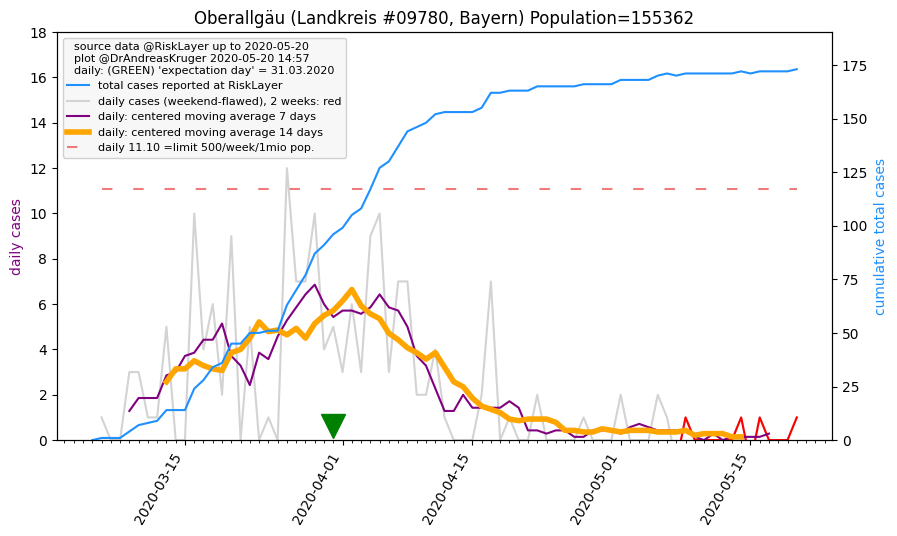 Oberallgäu (Landkreis #09780, Bayern) Population=155362
source data @RiskLayer up to 2020-05-20
plot @DrAndreasKruger 2020-05-20 14:57
daily: (GREEN) 'expectation day' = 31.03.2020
total cases reported at RiskLayer
daily cases (weekend-flawed), 2 weeks: red
daily: centered moving average 7 days
daily: centered moving average 14 days
daily 11.10 =limit 500/week/1mio pop.
daily cases
18
16
14
12
10
8
6
4
2
0
175
150
125
100
75
50
25
0
cumulative total cases
2020-03-15
2020-04-01
2020-04-15
2020-05-01
2020-05-15